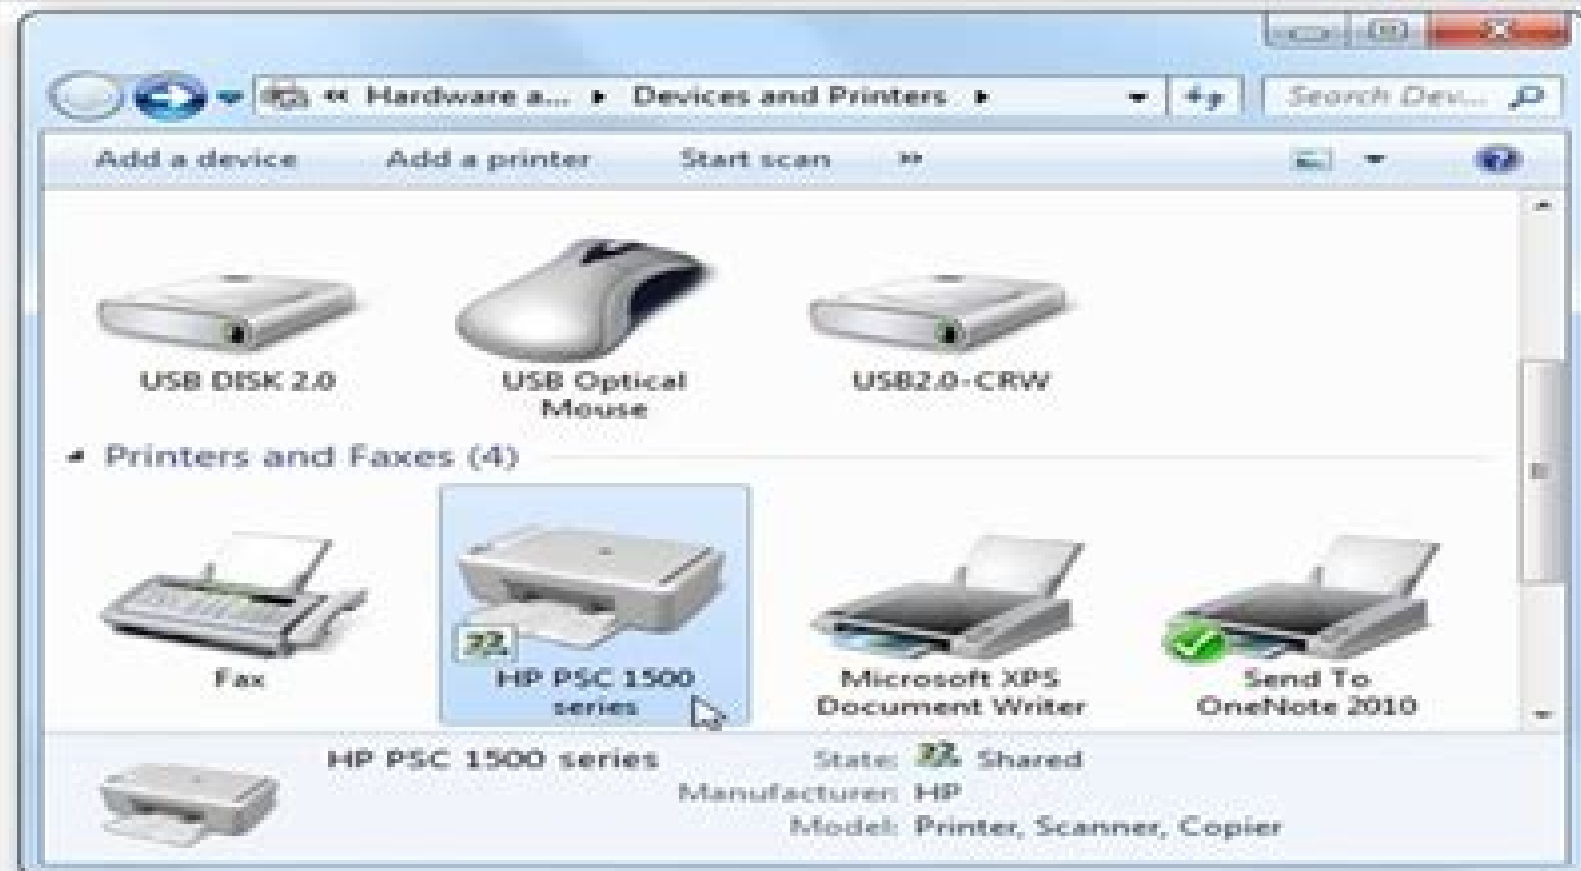 Hardware a... Devices and Printers
Search Dev...
Add a device Add a printer Start scan
USB DISK 2.0
USB Optical
Mouse
USB2.0-CRW
Printers and Faxes (4)
Fax
HP PSC 1500
series
Microsoft XPS
Document Writer
Send To
OneNote 2010
HP PSC 1500 series State: Shared
Manufacturer: HP
Model: Printer, Scanner, Copier